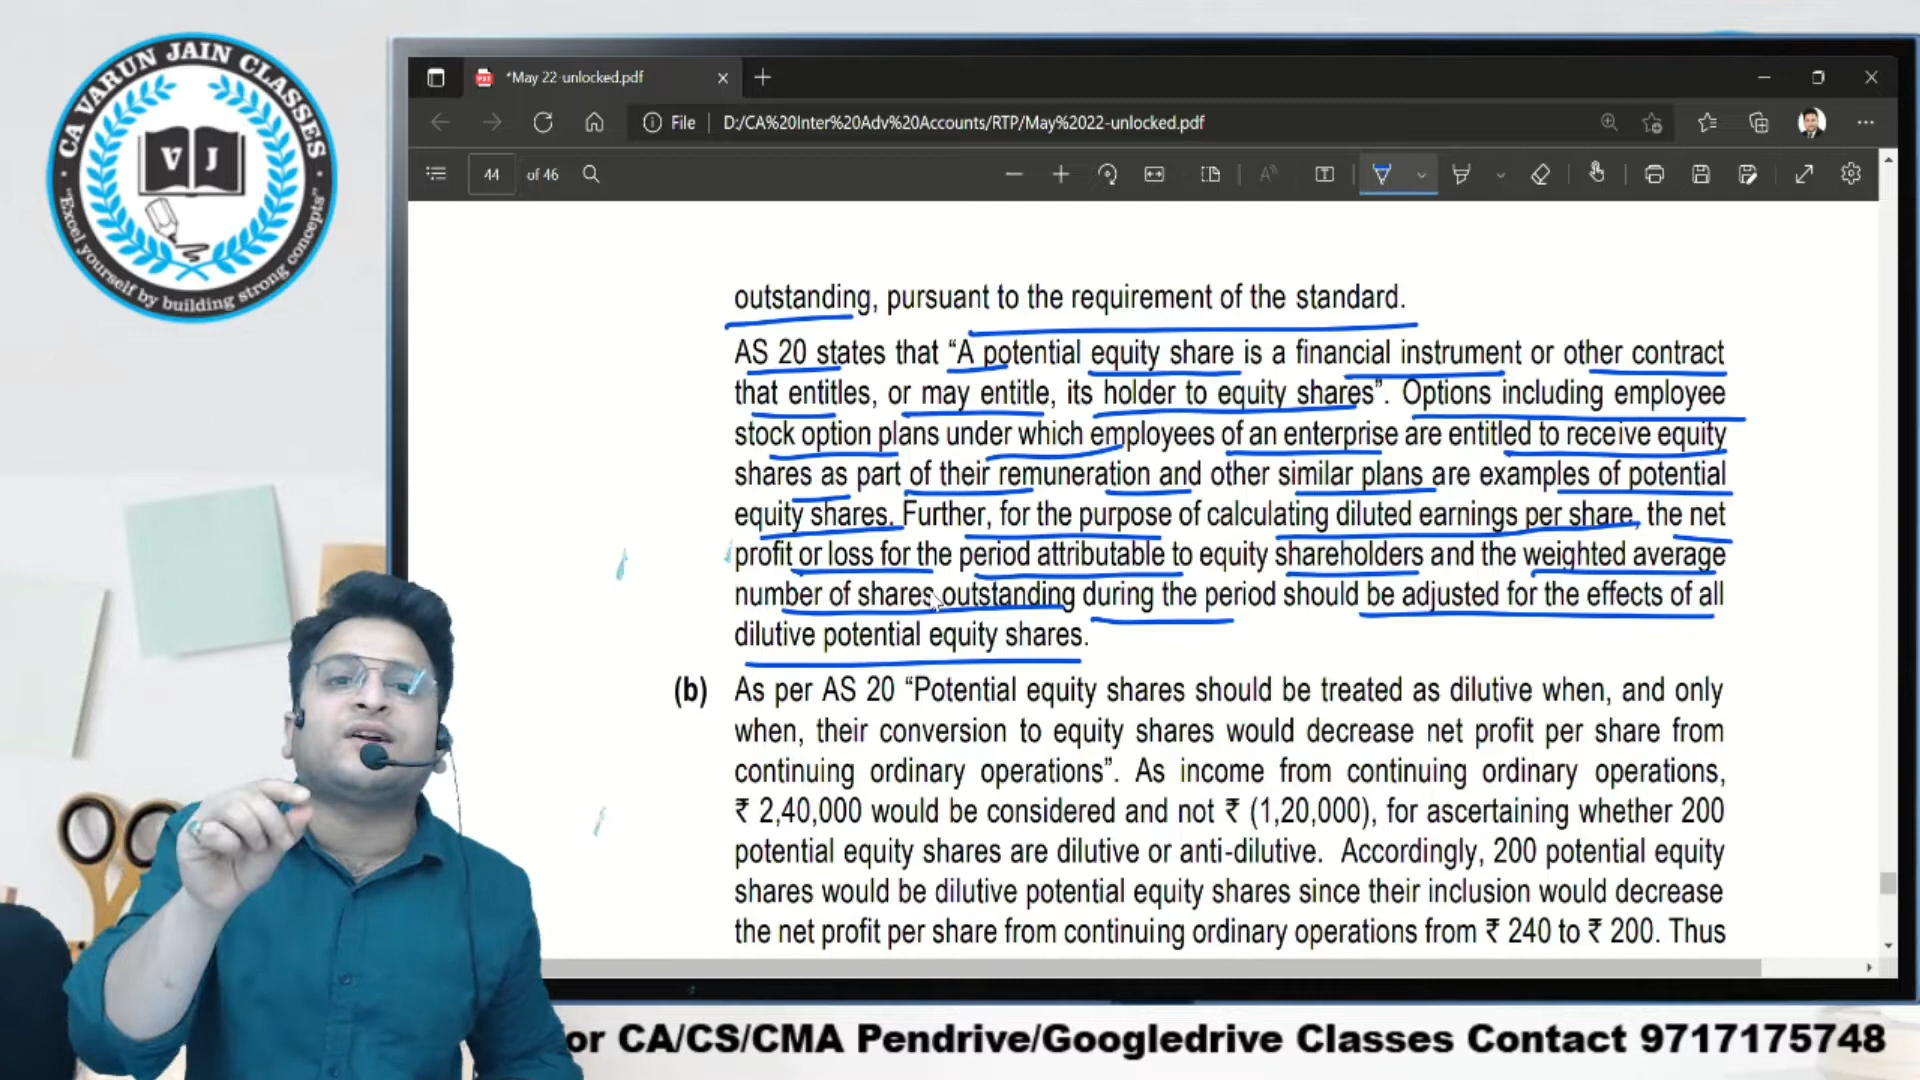 CA VARUN JAIN CLASSES
V J
"Excel yourself by building strong concepts"
*May 22-unlocked.pdf
File D:/CA%20Inter%20Adv%20Accounts/RTP/May%2022-unlocked.pdf
44 of 46
outstanding, pursuant to the requirement of the standard.
AS 20 states that “A potential equity share is a financial instrument or other contract
that entitles, or may entitle, its holder to equity shares”. Options including employee
stock option plans under which employees of an enterprise are entitled to receive equity
shares as part of their remuneration and other similar plans are examples of potential
equity shares. Further, for the purpose of calculating diluted earnings per share, the net
profit or loss for the period attributable to equity shareholders and the weighted average
number of shares outstanding during the period should be adjusted for the effects of all
dilutive potential equity shares.
(b) As per AS 20 “Potential equity shares should be treated as dilutive when, and only
when, their conversion to equity shares would decrease net profit per share from
continuing ordinary operations”. As income from continuing ordinary operations,
₹ 2,40,000 would be considered and not ₹ (1,20,000), for ascertaining whether 200
potential equity shares are dilutive or anti-dilutive. Accordingly, 200 potential equity
shares would be dilutive potential equity shares since their inclusion would decrease
the net profit per share from continuing ordinary operations from ₹ 240 to ₹ 200. Thus
or CA/CS/CMA Pendrive/Googledrive Classes Contact 9717175748